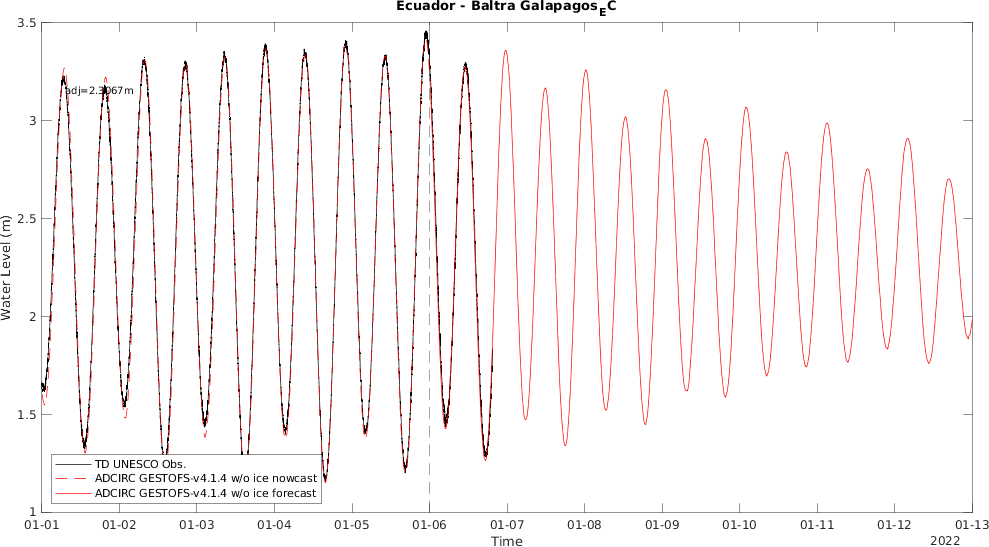 Ecuador - Baltra Galapagos_EC
3.5
3
2.5
2
1.5
1
Water Level (m)
adj=2.3067m
TD UNESCO Obs.
ADCIRC GESTOFS-v4.1.4 w/o ice nowcast
ADCIRC GESTOFS-v4.1.4 w/o ice forecast
01-01 01-02 01-03 01-04 01-05 01-06 01-07 01-08 01-09 01-10 01-11 01-12 01-13
Time
2022